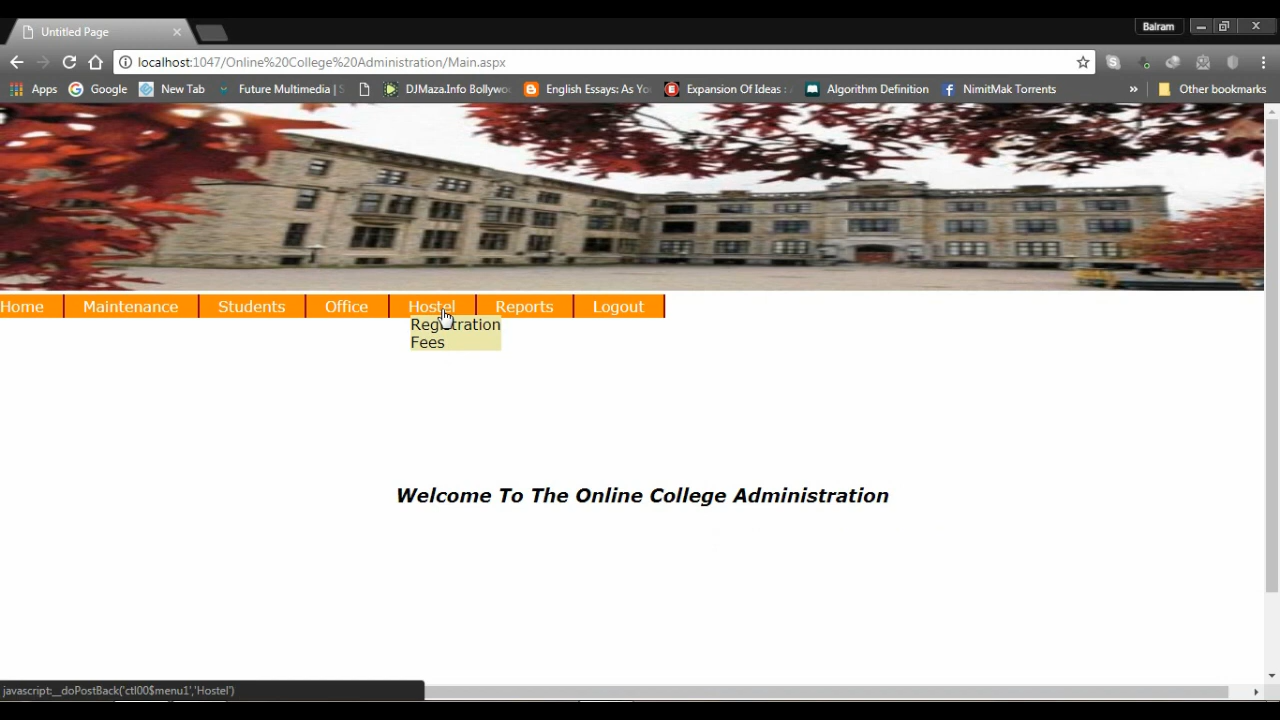 Untitled Page
Balram
localhost:1047/Online%20College%20Administration/Main.aspx
Apps Google New Tab Future Multimedia | S DJMaza.Info Bollywo English Essays: As Yo Expansion Of Ideas : Algorithm Definition NimitMak Torrents » Other bookmarks
Home Maintenance Students Office Hostel Reports Logout
Registration
Fees
Welcome To The Online College Administration
javascript:__doPostBack('ctl00$menu1','Hostel')